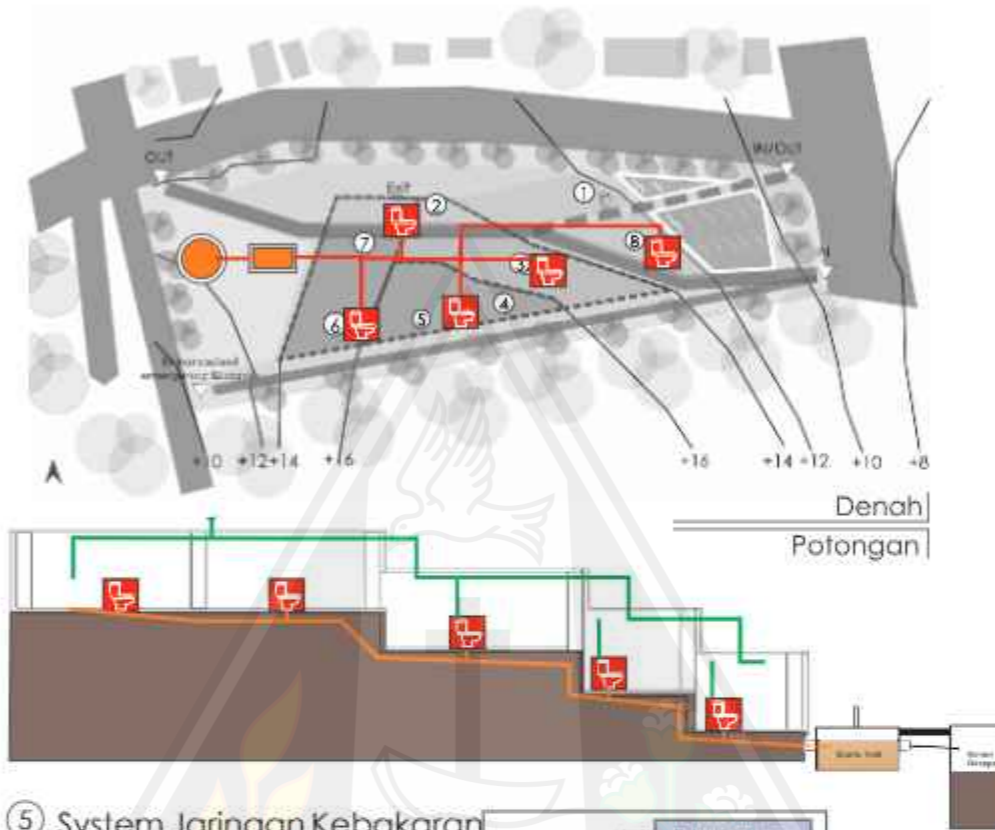 OUT
IN/OUT
Exit
1
2
7
8
3
4
5
6
+10 +12 +14 +16 +16 +14 +12 +10 +8
Denah
Potongan
5 System Jaringan Kebakaran